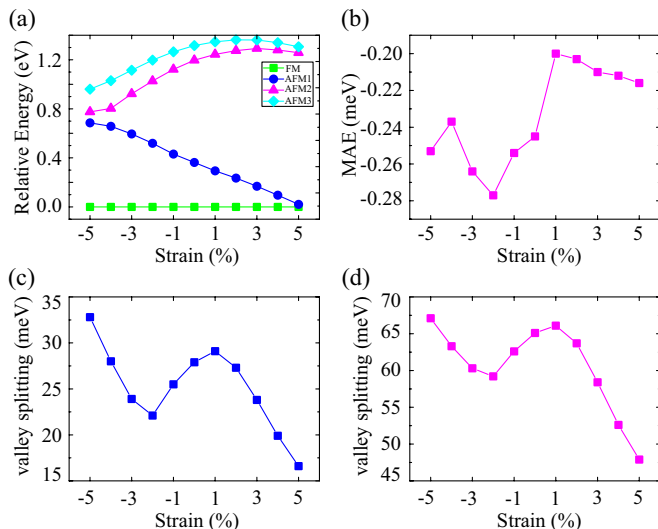 (a)
Relative Energy (eV)
1.2
0.8
0.4
0.0
FM
AFM1
AFM2
AFM3
-5 -3 -1 1 3 5
Strain (%)
(b)
MAE (meV)
-0.20
-0.22
-0.24
-0.26
-0.28
-5 -3 -1 1 3 5
Strain (%)
(c)
valley splitting (meV)
35
30
25
20
15
-5 -3 -1 1 3 5
Strain (%)
(d)
valley splitting (meV)
70
65
60
55
50
45
-5 -3 -1 1 3 5
Strain (%)